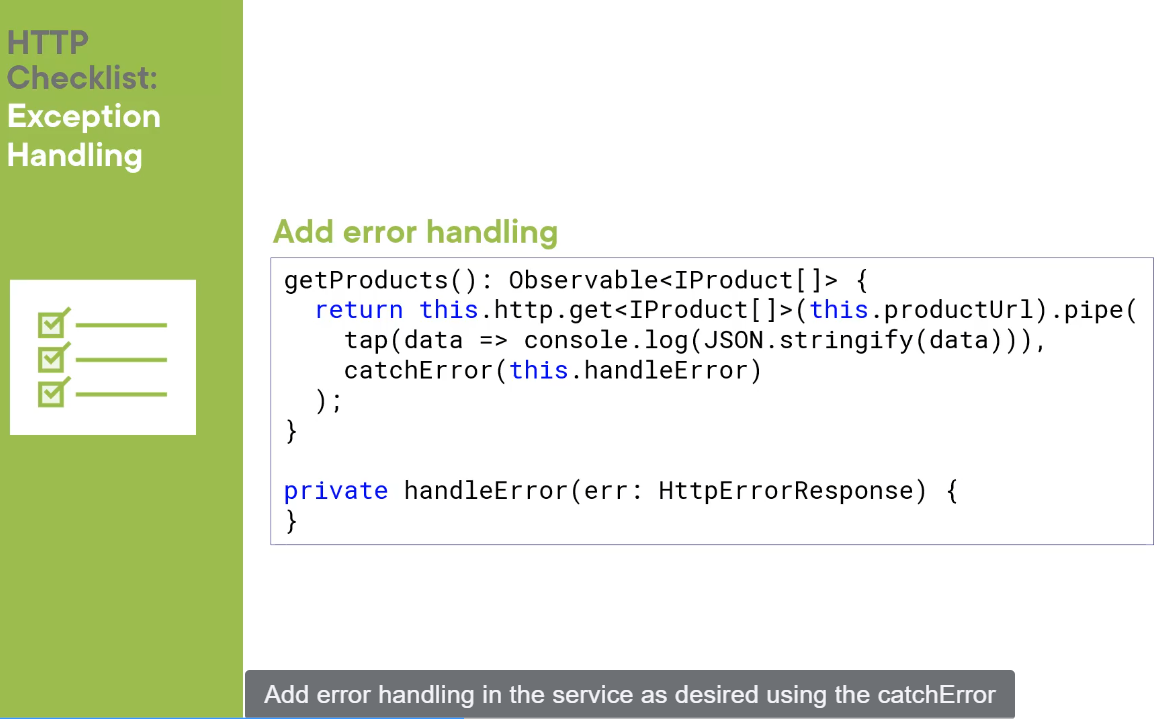 HTTP
Checklist:
Exception
Handling
Add error handling
getProducts(): Observable<IProduct[]> {
  return this.http.get<IProduct[]>(this.productUrl).pipe(
    tap(data => console.log(JSON.stringify(data))),
    catchError(this.handleError)
  );
}
private handleError(err: HttpErrorResponse) {
}
Add error handling in the service as desired using the catchError